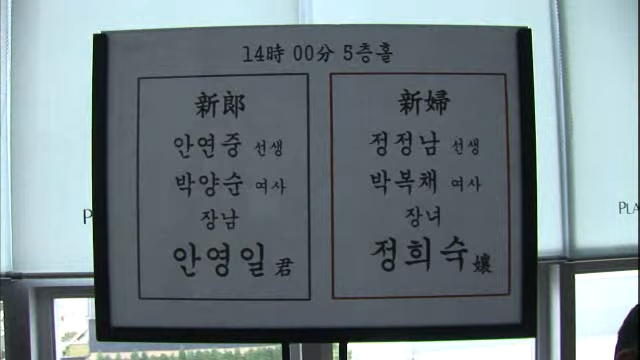 14時 00分 5층홀
新郎
안연중 선생
박양순 여사
장남
안영일 君
新婦
정정남 선생
박복채 여사
장녀
정희숙 孃